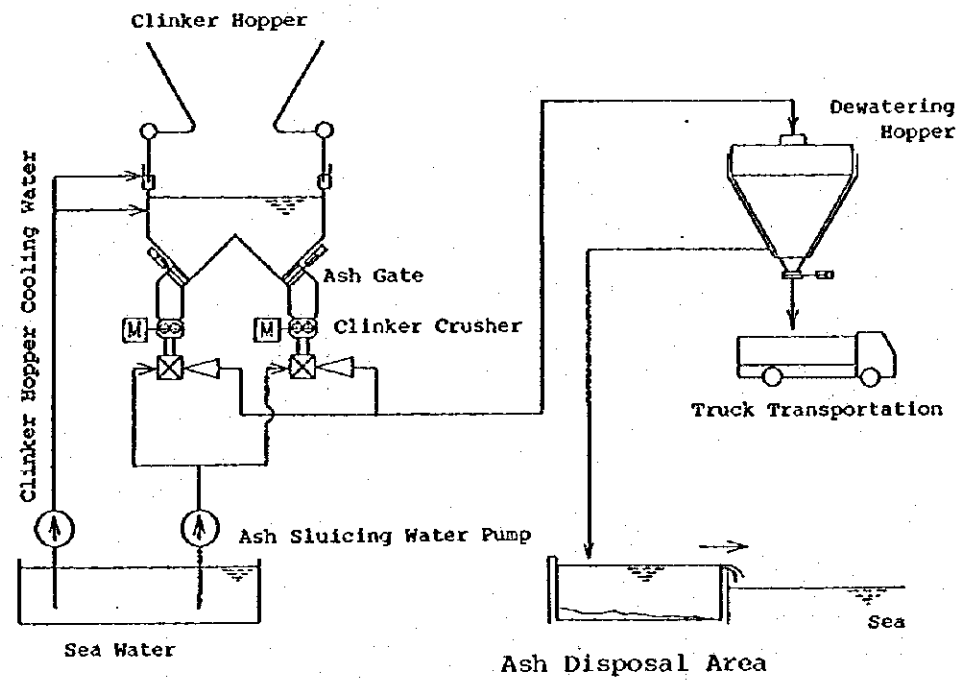 Clinker Hopper
Dewatering
Hopper
Clinker Hopper Cooling Water
Ash Gate
M
M
Clinker Crusher
Truck Transportation
Ash Sluicing Water Pump
Sea Water
Sea
Ash Disposal Area